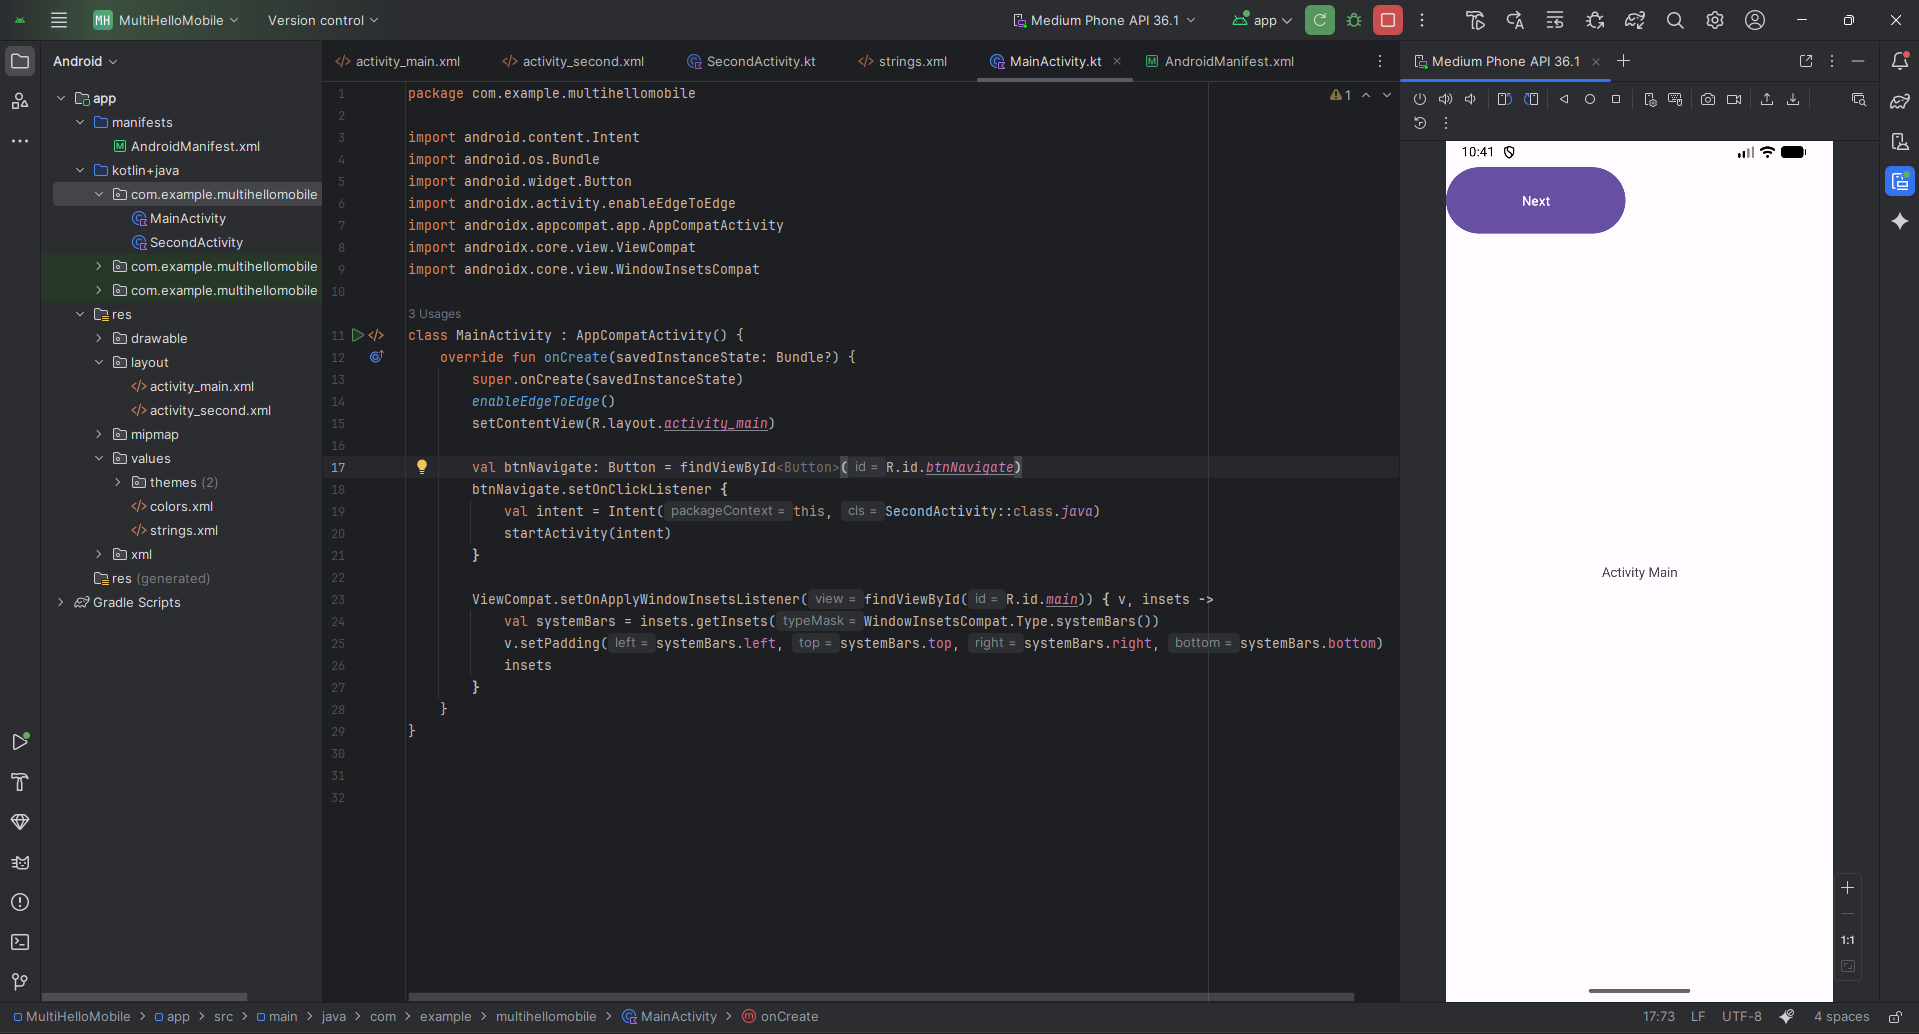 MH MultiHelloMobile Version control Medium Phone API 36.1 app
Android
app
manifests
AndroidManifest.xml
kotlin+java
com.example.multihellomobile
MainActivity
SecondActivity
com.example.multihellomobile
com.example.multihellomobile
res
drawable
layout
activity_main.xml
activity_second.xml
mipmap
values
themes (2)
colors.xml
strings.xml
xml
res (generated)
Gradle Scripts
activity_main.xml activity_second.xml SecondActivity.kt strings.xml MainActivity.kt AndroidManifest.xml
1 package com.example.multihellomobile
2
3 import android.content.Intent
4 import android.os.Bundle
5 import android.widget.Button
6 import androidx.activity.enableEdgeToEdge
7 import androidx.appcompat.app.AppCompatActivity
8 import androidx.core.view.ViewCompat
9 import androidx.core.view.WindowInsetsCompat
10
3 Usages
11 class MainActivity : AppCompatActivity() {
12 override fun onCreate(savedInstanceState: Bundle?) {
13 super.onCreate(savedInstanceState)
14 enableEdgeToEdge()
15 setContentView(R.layout.activity_main)
16
17 val btnNavigate: Button = findViewById<Button>( id = R.id.btnNavigate)
18 btnNavigate.setOnClickListener {
19 val intent = Intent( packageContext = this, cls = SecondActivity::class.java)
20 startActivity(intent)
21 }
22
23 ViewCompat.setOnApplyWindowInsetsListener( view = findViewById( id = R.id.main)) { v, insets ->
24 val systemBars = insets.getInsets( typeMask = WindowInsetsCompat.Type.systemBars())
25 v.setPadding( left = systemBars.left, top = systemBars.top, right = systemBars.right, bottom = systemBars.bottom)
26 insets
27 }
28 }
29 }
30
31
32
1
Medium Phone API 36.1
10:41
Next
Activity Main
1:1
MultiHelloMobile > app > src > main > java > com > example > multihellomobile > MainActivity > onCreate
17:73 LF UTF-8 4 spaces